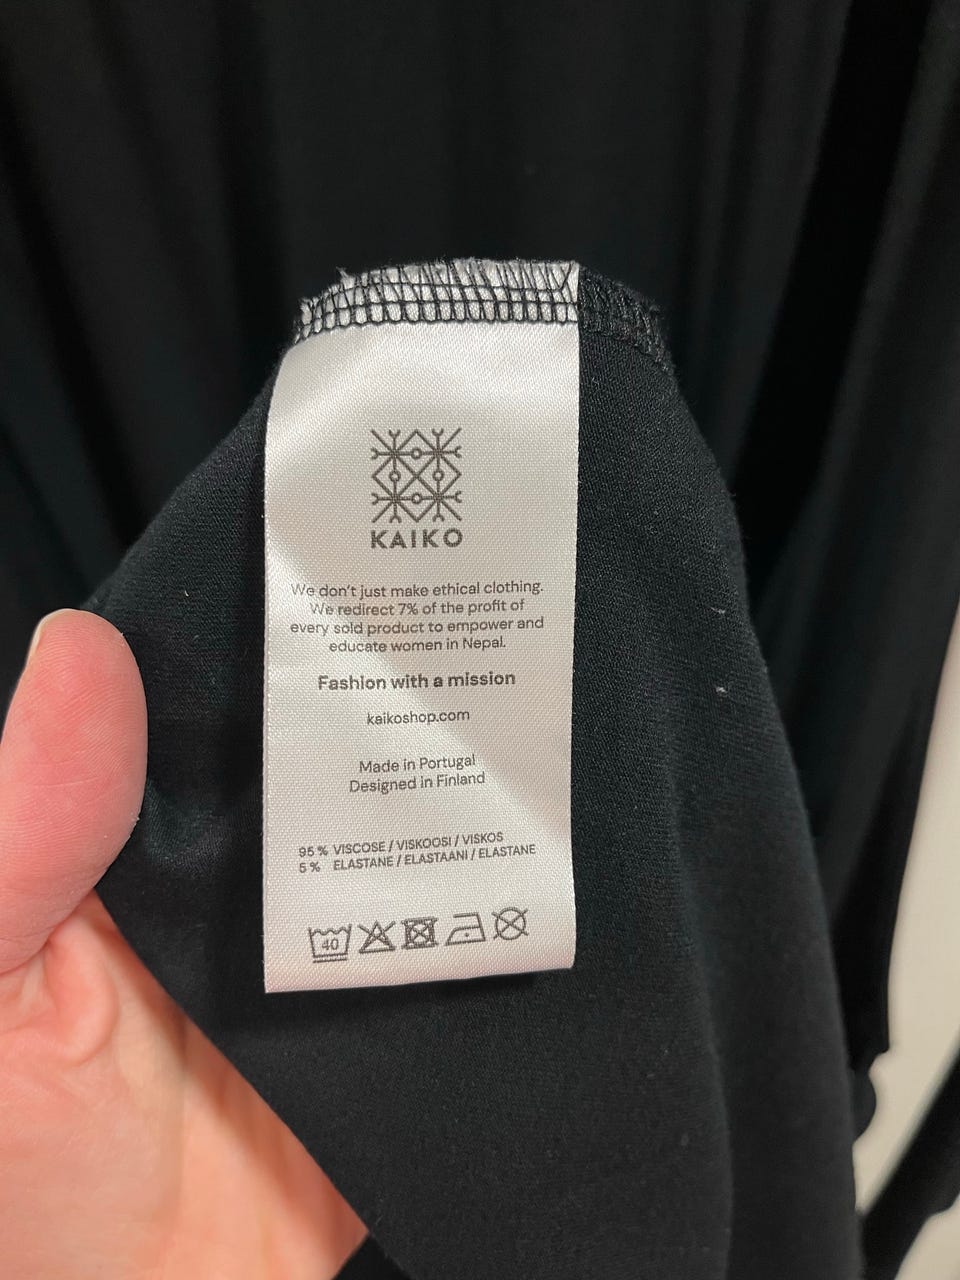 KAIKO
We don't just make ethical clothing.
We redirect 7% of the profit of
every sold product to empower and
educate women in Nepal.
Fashion with a mission
kaikoshop.com
Made in Portugal
Designed in Finland
95 % VISCOSE / VISKOOSI / VISKOS
5 % ELASTANE / ELASTAANI / ELASTANE
40